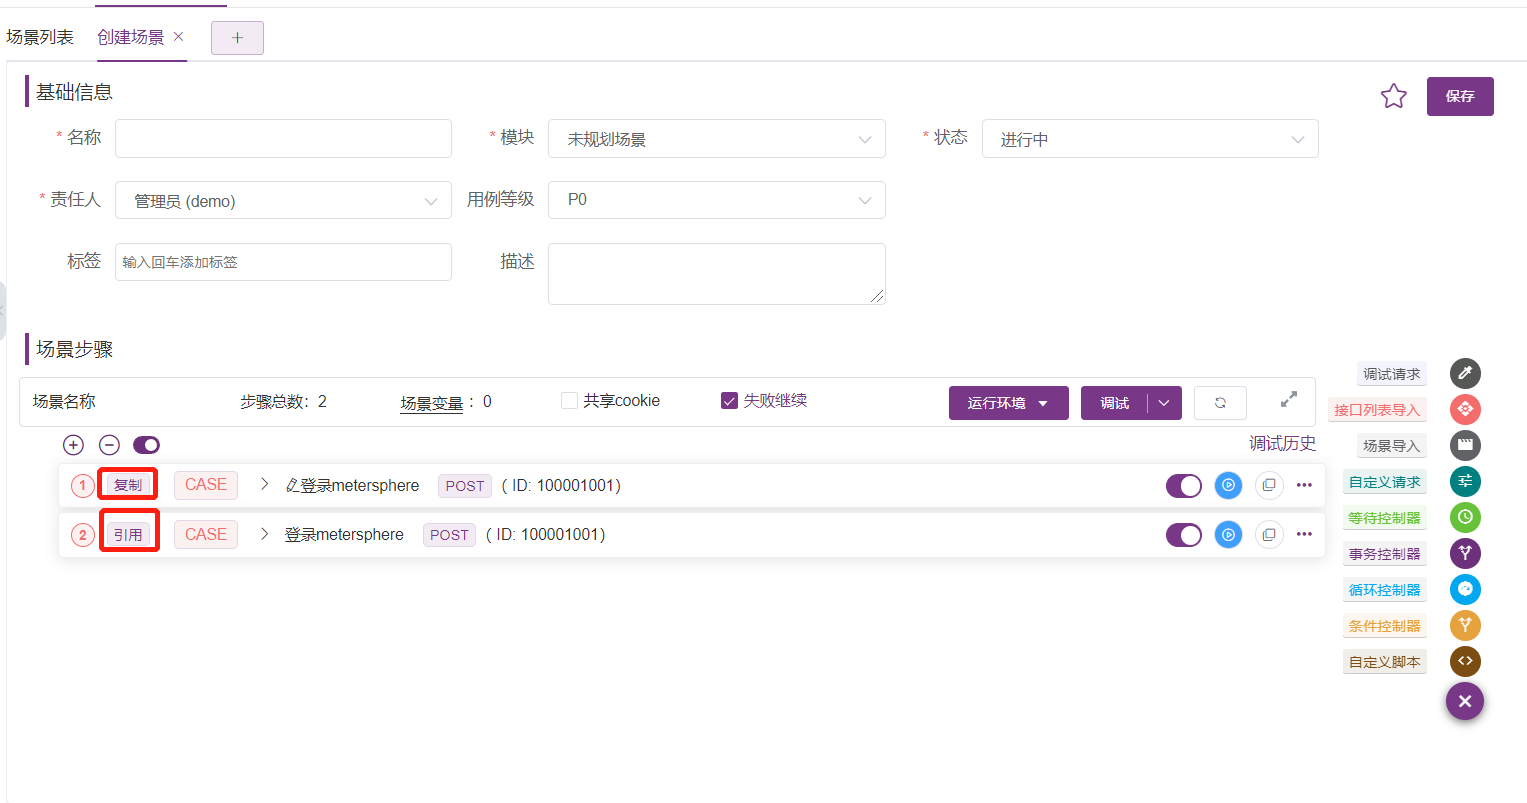 场景列表 创建场景
基础信息
保存
* 名称
* 模块 未规划场景
* 状态 进行中
* 责任人 管理员 (demo)
用例等级 P0
标签 输入回车添加标签
描述
场景步骤
场景名称 步骤总数：2 场景变量 ：0 共享cookie 失败继续 运行环境 调试
调试历史
1 复制 CASE 登录metersphere POST ( ID: 100001001)
2 引用 CASE 登录metersphere POST ( ID: 100001001)
调试请求
接口列表导入
场景导入
自定义请求
等待控制器
事务控制器
循环控制器
条件控制器
自定义脚本